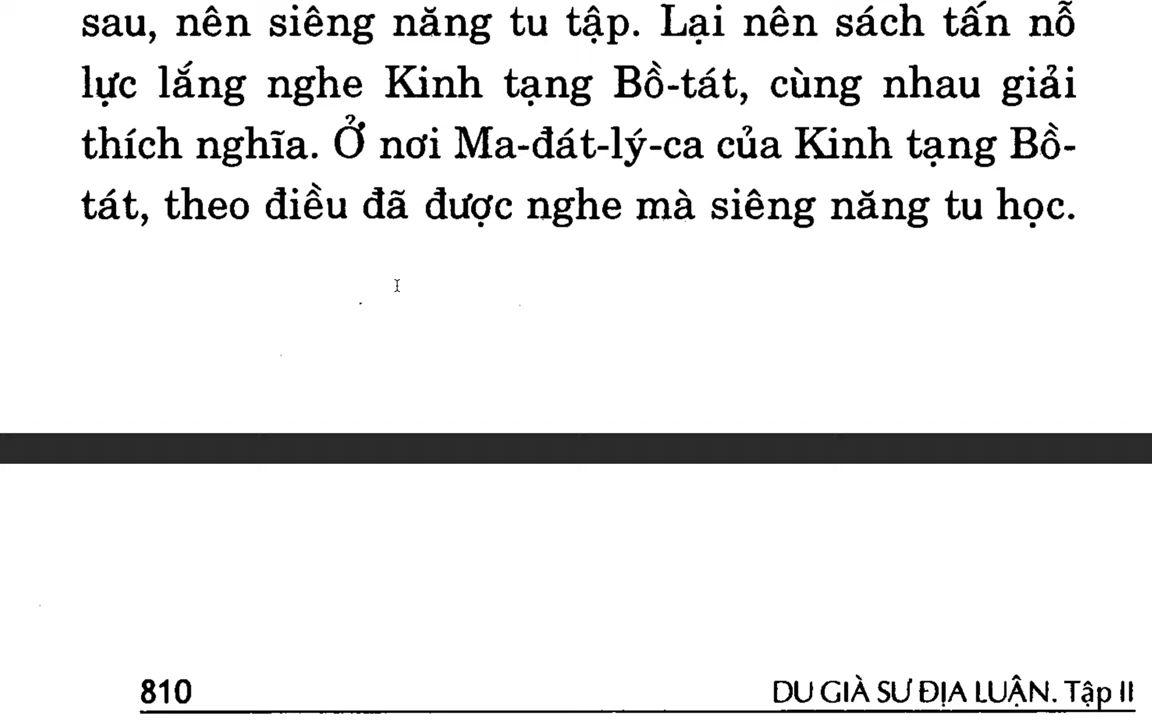 sau, nên siêng năng tu tập. Lại nên sách tấn nỗ
lực lắng nghe Kinh tạng Bồ-tát, cùng nhau giải
thích nghĩa. Ở nơi Ma-đát-lý-ca của Kinh tạng Bồ-
tát, theo điều đã được nghe mà siêng năng tu học.
810 DU GIÀ SƯ ĐỊA LUẬN. Tập II